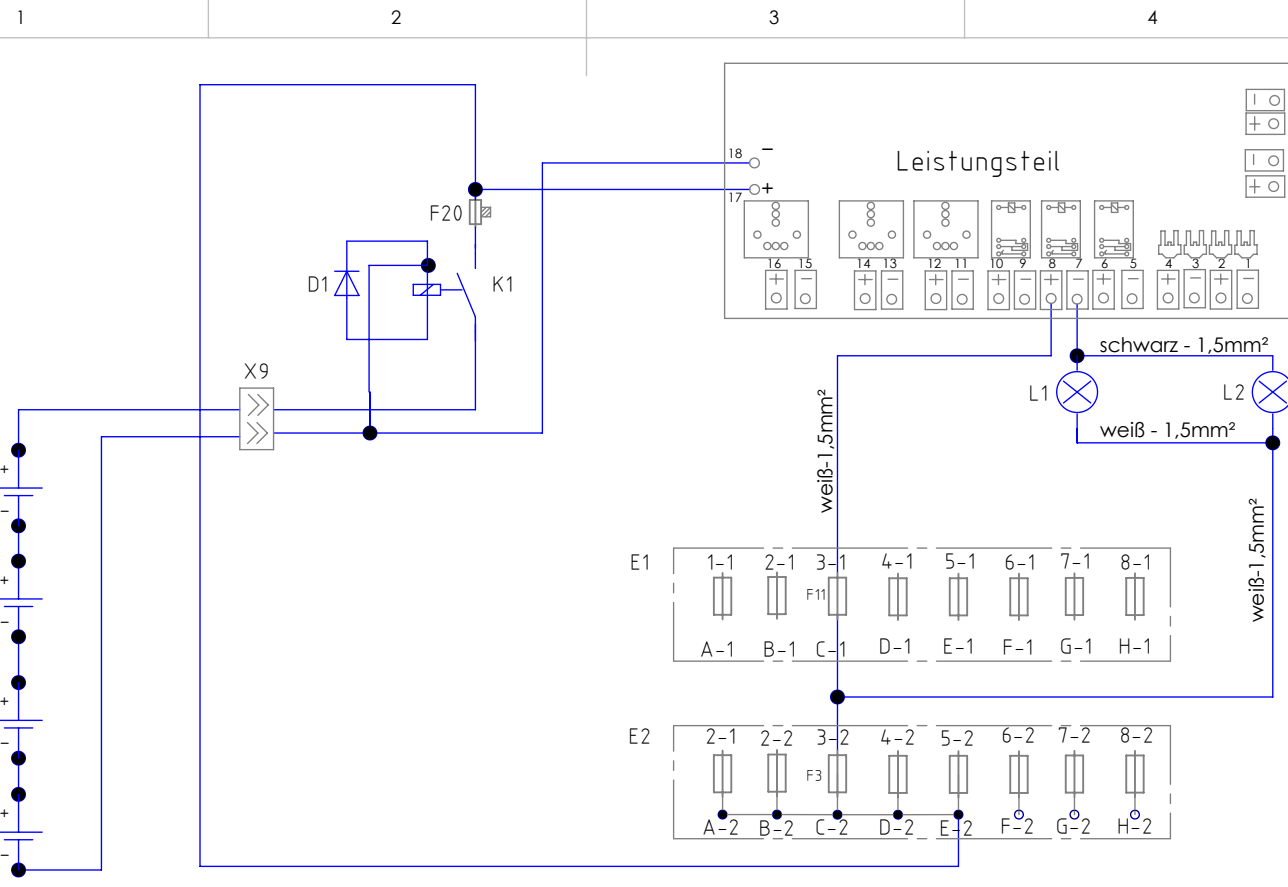 1 2 3 4
18 −
Leistungsteil
17 +
F20
16 15 14 13 12 11 10 9 8 7 6 5 4 3 2 1
+ − + − + − + − + − + − + − + −
− +
− +
D1
K1
X9
schwarz - 1,5mm²
L1 L2
weiß - 1,5mm²
weiß-1,5mm²
weiß-1,5mm²
+
−
+
−
+
−
+
−
E1
1-1 2-1 3-1 4-1 5-1 6-1 7-1 8-1
F11
A-1 B-1 C-1 D-1 E-1 F-1 G-1 H-1
E2
2-1 2-2 3-2 4-2 5-2 6-2 7-2 8-2
F3
A-2 B-2 C-2 D-2 E-2 F-2 G-2 H-2